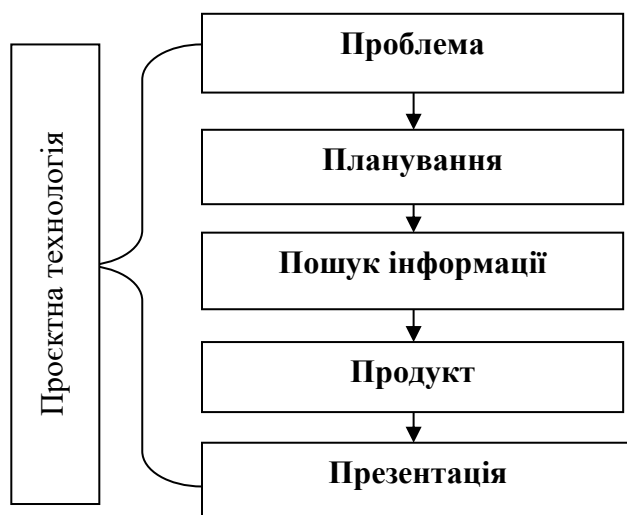 Проєктна технологія
Проблема
Планування
Пошук інформації
Продукт
Презентація